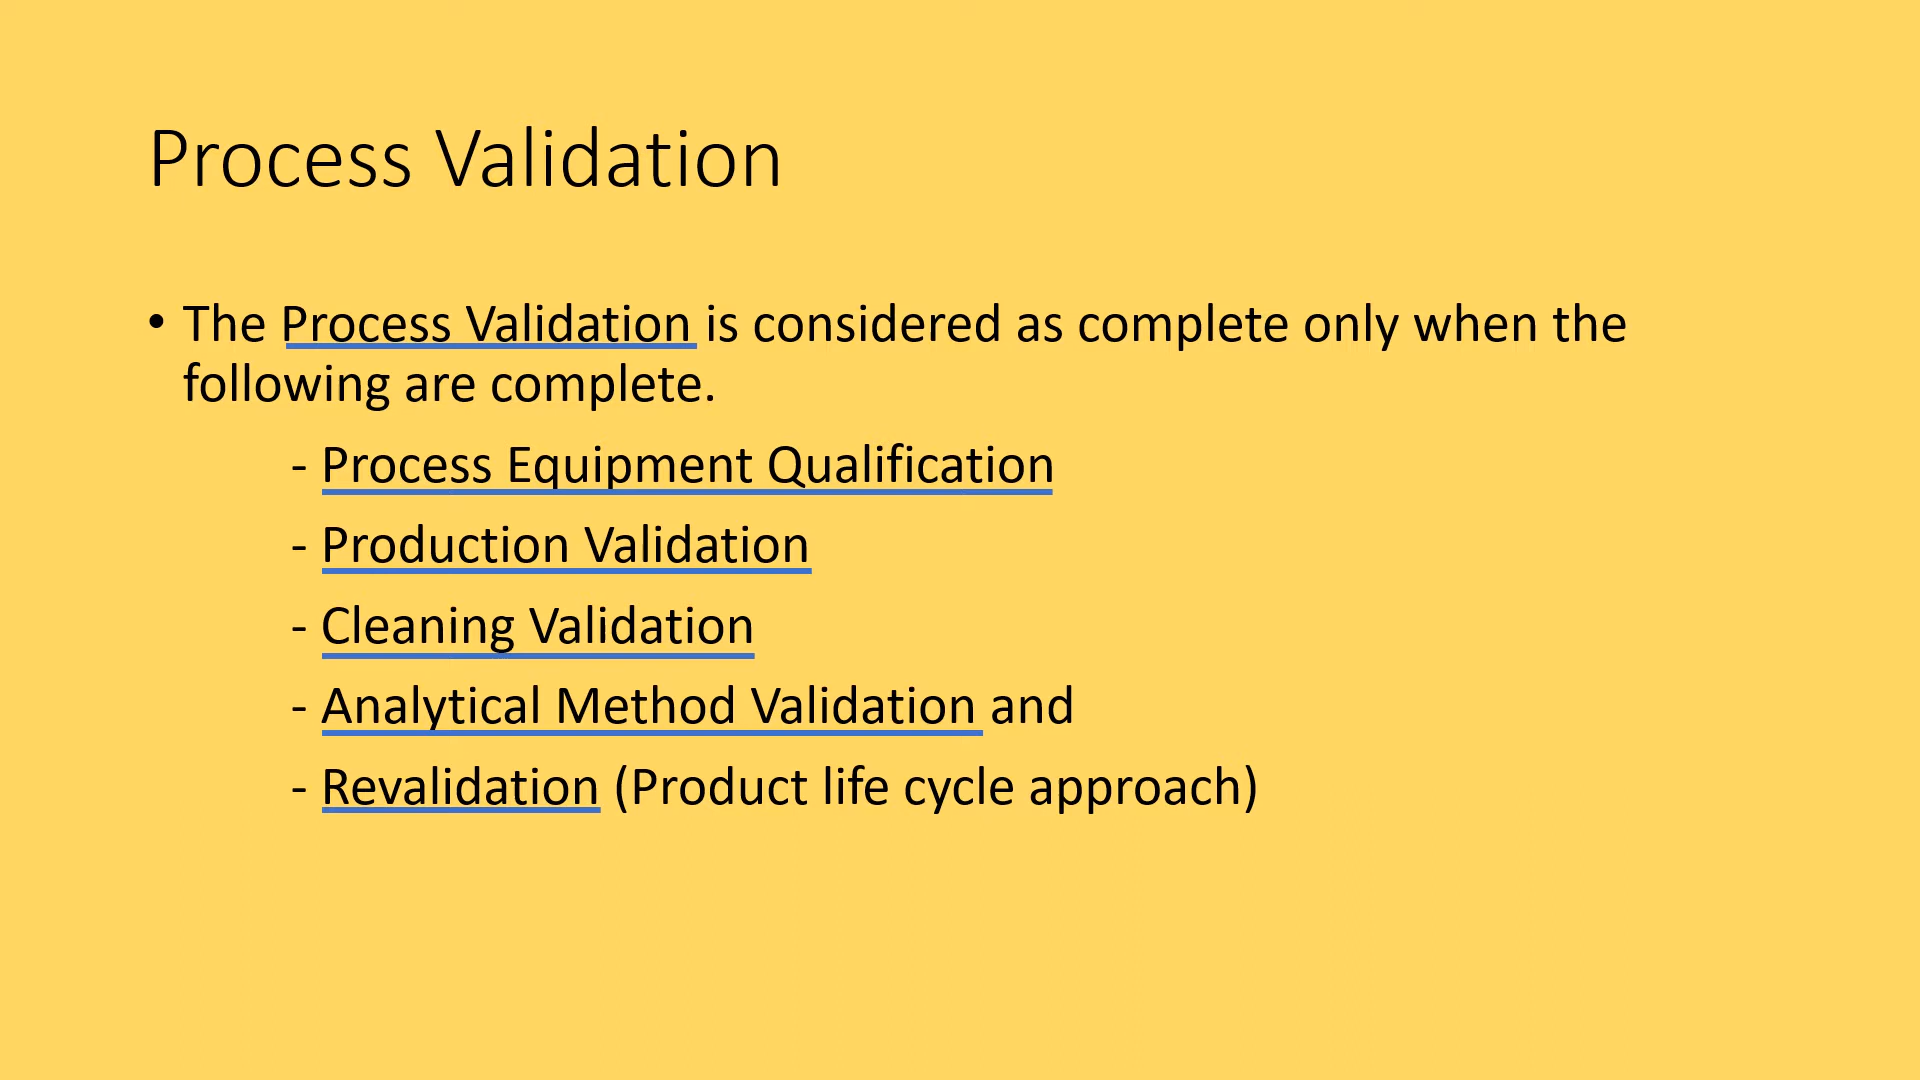 Process Validation
• The Process Validation is considered as complete only when the
following are complete.
- Process Equipment Qualification
- Production Validation
- Cleaning Validation
- Analytical Method Validation and
- Revalidation (Product life cycle approach)